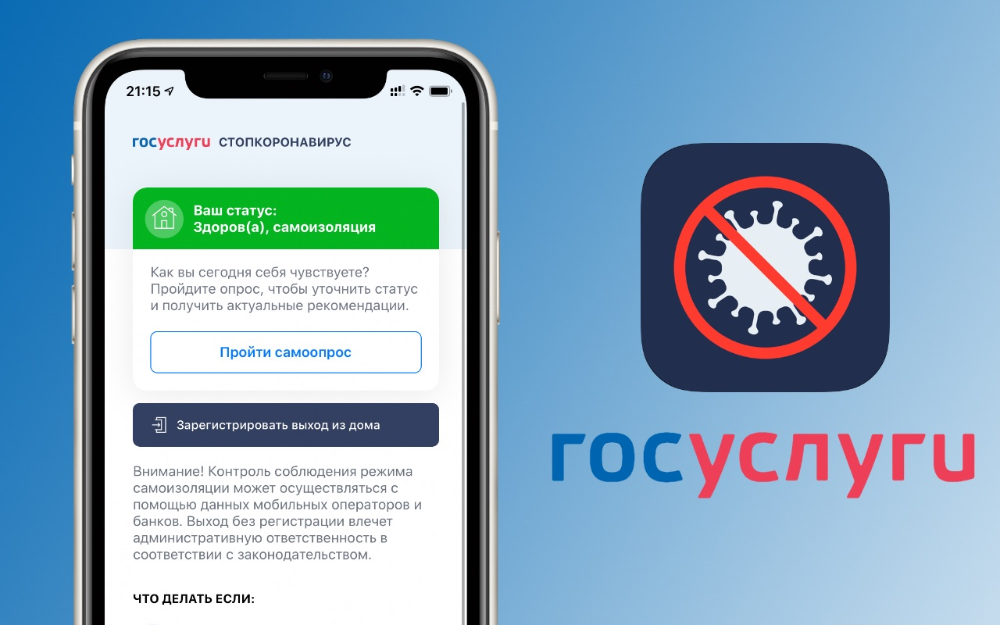 21:15
госуслуги СТОПКОРОНАВИРУС
Ваш статус:
Здоров(а), самоизоляция
Как вы сегодня себя чувствуете?
Пройдите опрос, чтобы уточнить статус
и получить актуальные рекомендации.
Пройти самоопрос
Зарегистрировать выход из дома
Внимание! Контроль соблюдения режима
самоизоляции может осуществляться с
помощью данных мобильных операторов и
банков. Выход без регистрации влечет
административную ответственность в
соответствии с законодательством.
ЧТО ДЕЛАТЬ ЕСЛИ:
госуслуги